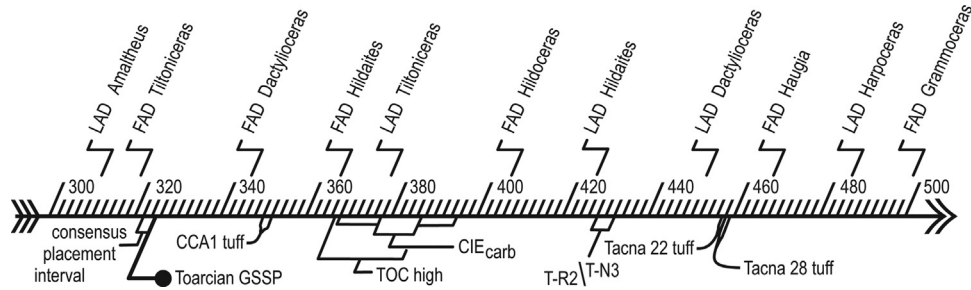 LAD Amaltheus
FAD Tiltoniceras
FAD Dactylioceras
FAD Hildaites
LAD Tiltoniceras
FAD Hildoceras
LAD Hildaites
LAD Dactylioceras
FAD Haugia
LAD Harpoceras
FAD Grammoceras
300 320 340 360 380 400 420 440 460 480 500
consensus
placement
interval
Toarcian GSSP
CCA1 tuff
TOC high
CIEcarb
T-R2\T-N3
Tacna 22 tuff
Tacna 28 tuff